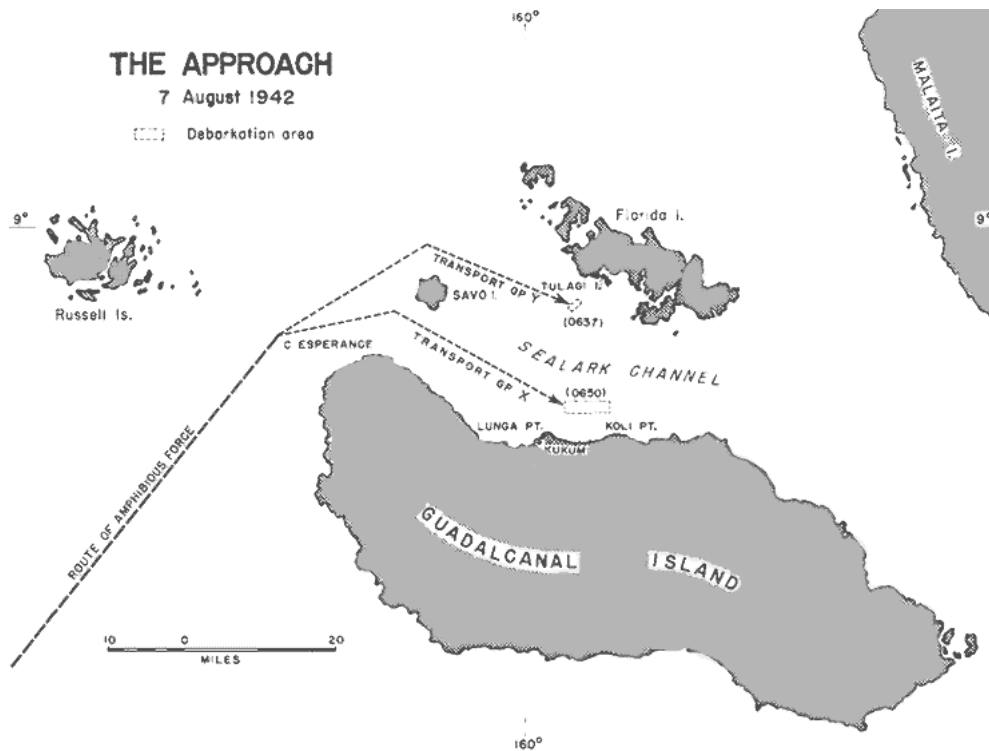 160°
THE APPROACH
7 August 1942
Debarkation area
MALAITA I.
9°
Florida I.
9°
TRANSPORT GP Y
TULAGI I.
SAVO I.
(0637)
Russell Is.
C ESPERANCE
SEALARK CHANNEL
TRANSPORT GP X
(0650)
LUNGA PT.
KOLI PT.
KUKUM
ROUTE OF AMPHIBIOUS FORCE
GUADALCANAL ISLAND
10 0 20
MILES
160°